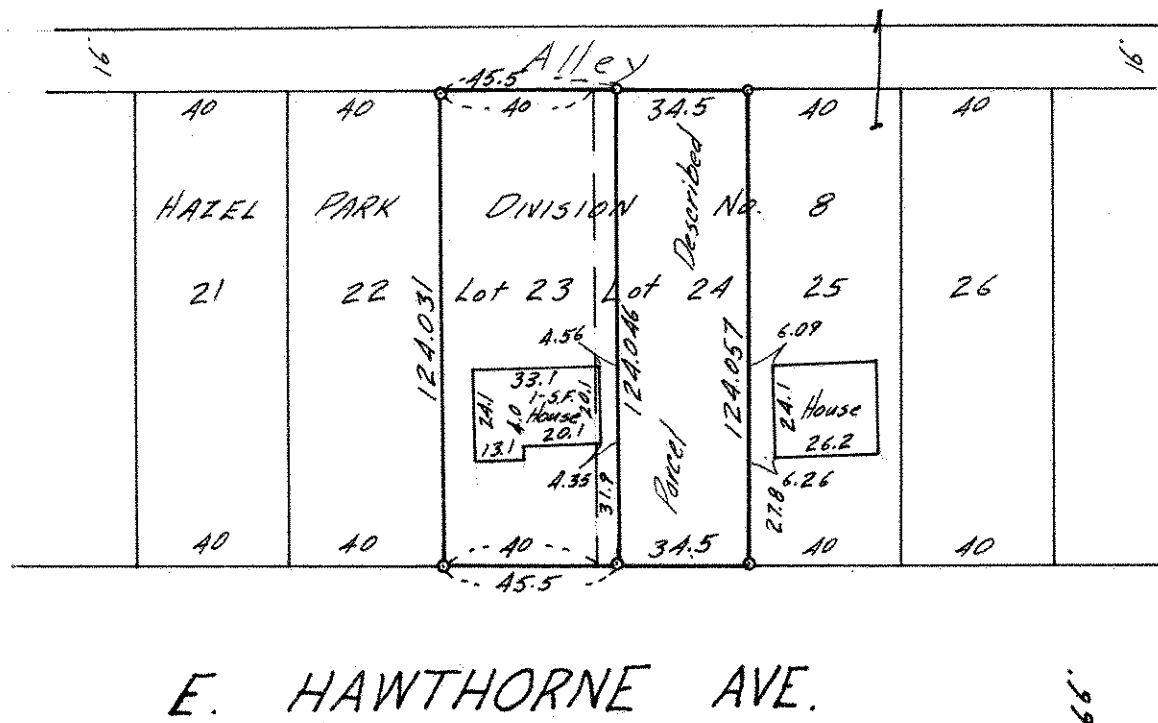 16'
Alley
16'
45.5
40 40 40 34.5 40 40
HAZEL PARK DIVISION No. 8
Described
21 22 Lot 23 Lot 24 25 26
124.031
124.046
124.057
4.56
6.09
33.1
1-S.F.
House
24.1
4.0
20.1
13.1
20.1
24.1
House
26.2
4.35
6.26
31.9
Parcel
27.8
40 40 40 34.5 40 40
45.5
E. HAWTHORNE AVE.
66'